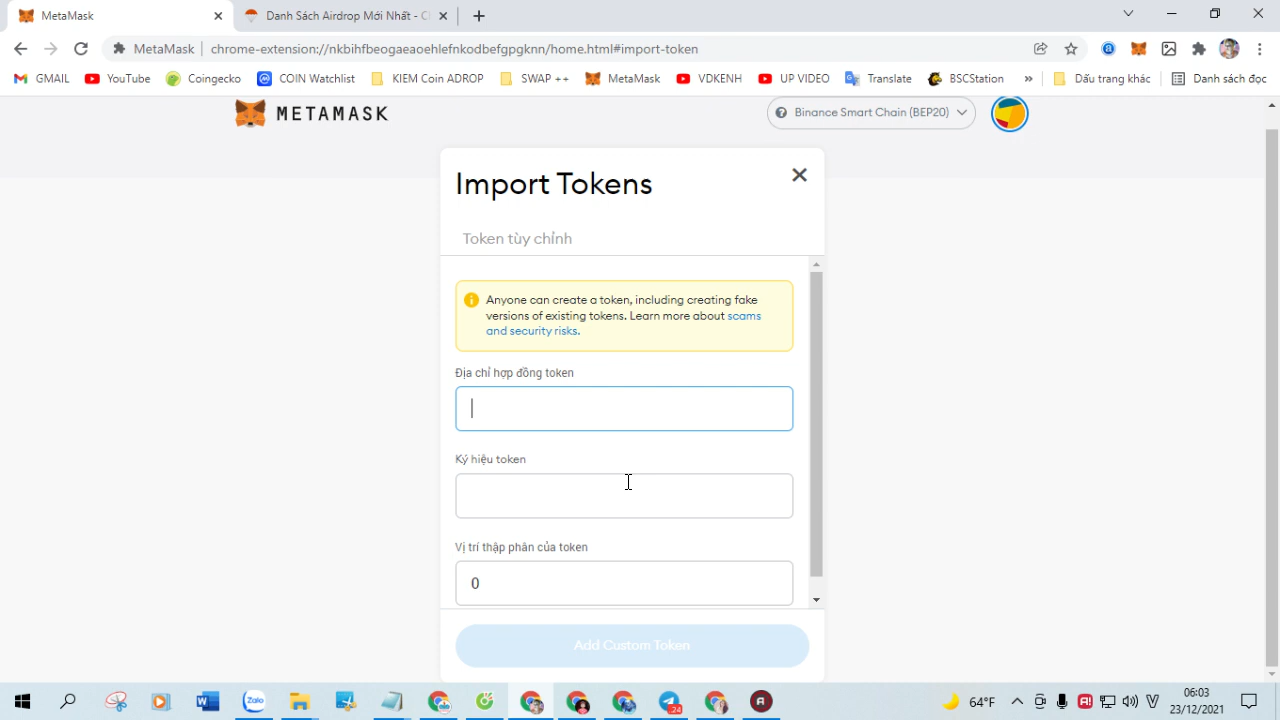 MetaMask
Danh Sách Airdrop Mới Nhất - C
MetaMask
chrome-extension://nkbihfbeogaeaoehlefnkodbefgpgknn/home.html#import-token
GMAIL
YouTube
Coingecko
COIN Watchlist
KIEM Coin ADROP
SWAP ++
MetaMask
VDKENH
UP VIDEO
Translate
BSCStation
»
Dấu trang khác
Danh sách đọc
METAMASK
Binance Smart Chain (BEP20)
Import Tokens
Token tùy chỉnh
Anyone can create a token, including creating fake
versions of existing tokens. Learn more about scams
and security risks.
Địa chỉ hợp đồng token
Ký hiệu token
Vị trí thập phân của token
0
Add Custom Token
Zalo
24
64°F
06:03
23/12/2021